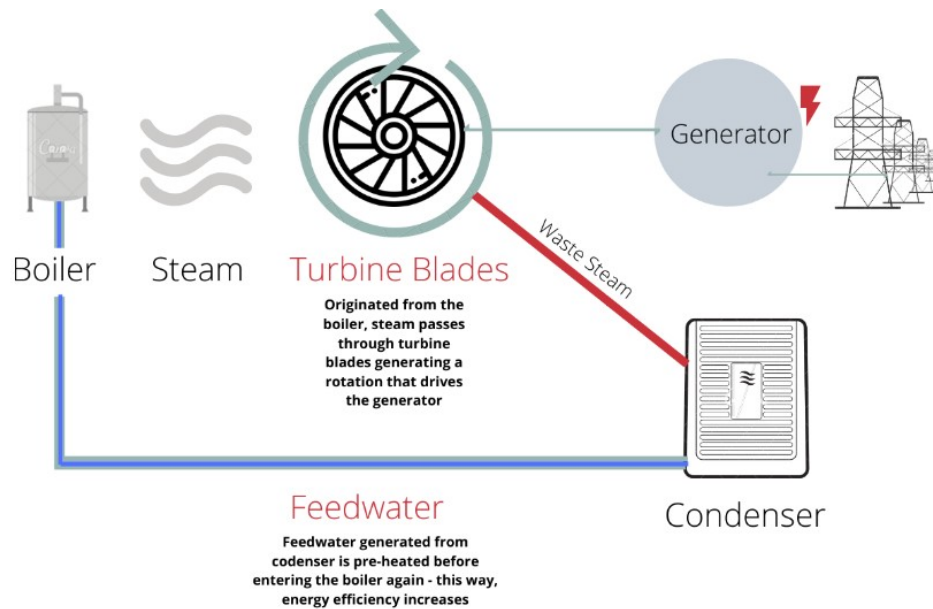 Generator
Boiler
Steam
Turbine Blades
Originated from the
boiler, steam passes
through turbine
blades generating a
rotation that drives
the generator
Waste Steam
Condenser
Feedwater
Feedwater generated from
codenser is pre-heated before
entering the boiler again - this way,
energy efficiency increases